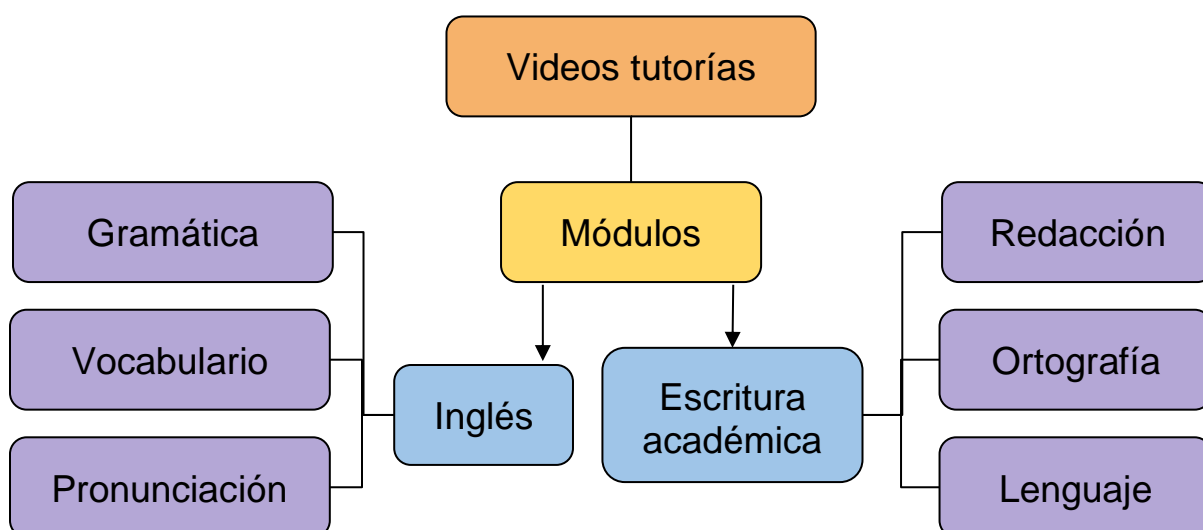 Videos tutorías
Módulos
Gramática
Vocabulario
Pronunciación
Inglés
Escritura
académica
Redacción
Ortografía
Lenguaje